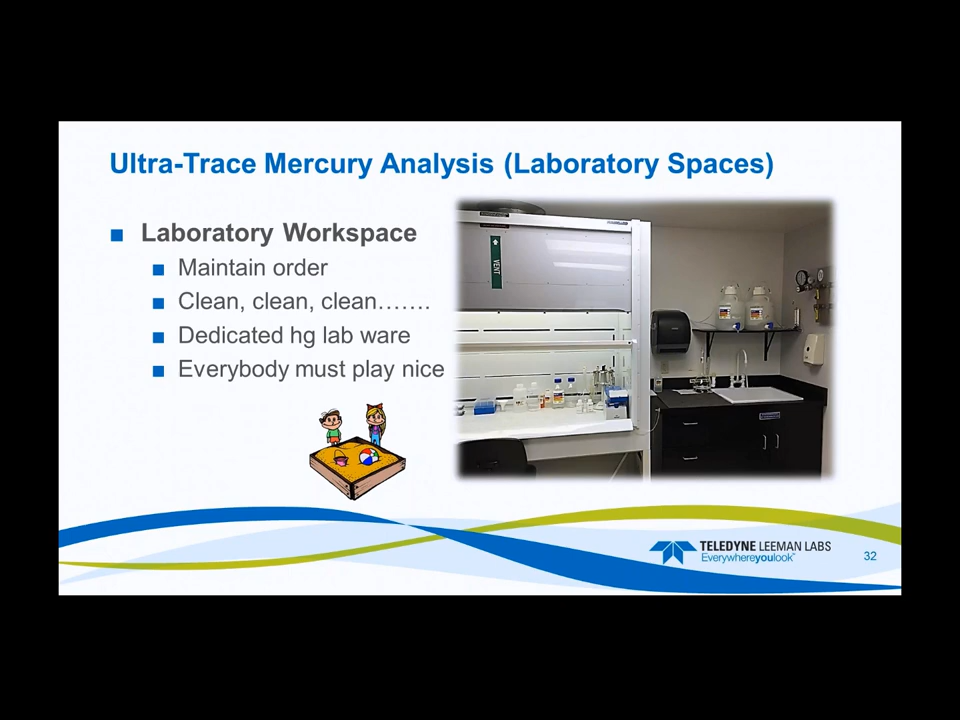 Ultra-Trace Mercury Analysis (Laboratory Spaces)
Laboratory Workspace
Maintain order
Clean, clean, clean…….
Dedicated hg lab ware
Everybody must play nice
VENT
TELEDYNE LEEMAN LABS
Everywhereyoulook™
32